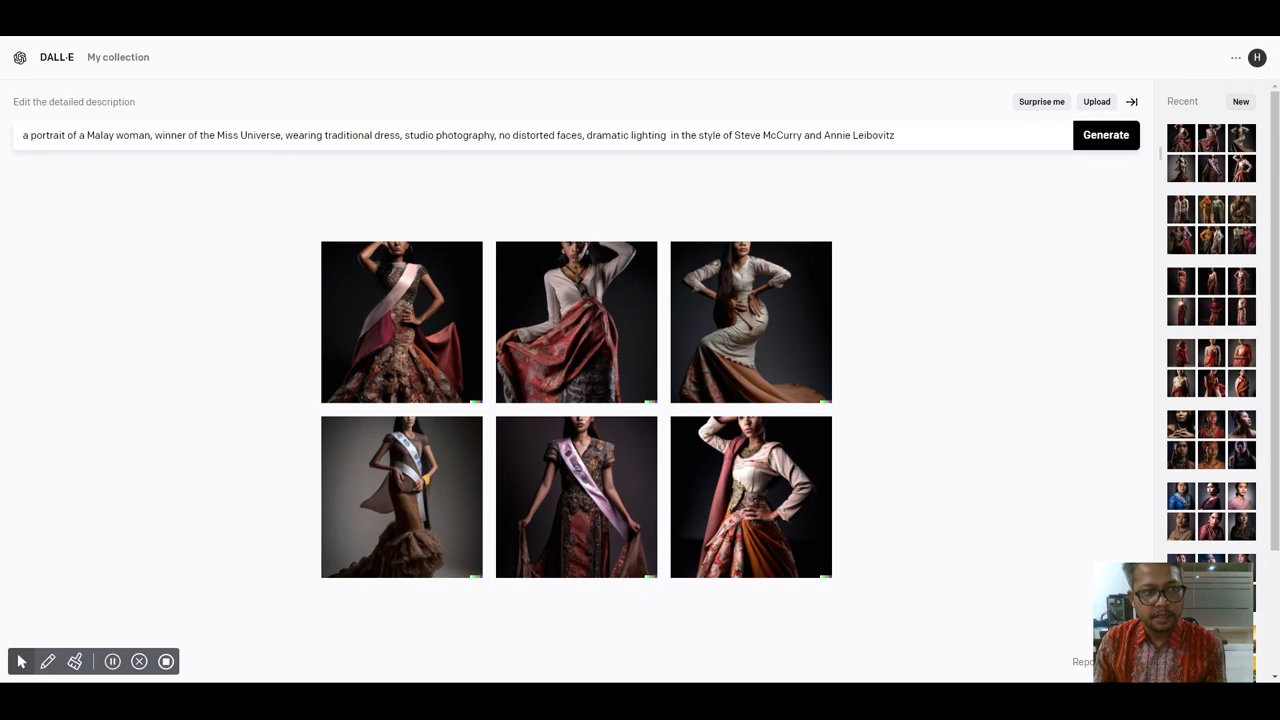 DALL·E My collection
H
Edit the detailed description
Surprise me Upload
Recent New
a portrait of a Malay woman, winner of the Miss Universe, wearing traditional dress, studio photography, no distorted faces, dramatic lighting  in the style of Steve McCurry and Annie Leibovitz
Generate